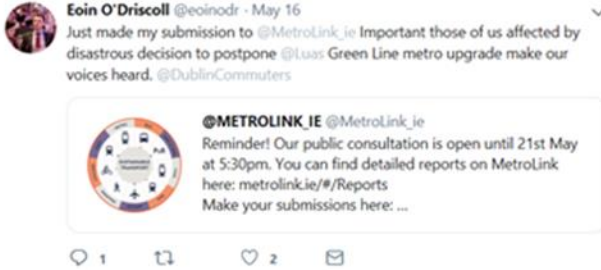 Eoin O'Driscoll @eoinodr · May 16
Just made my submission to @MetroLink_ie Important those of us affected by
disastrous decision to postpone @Luas Green Line metro upgrade make our
voices heard. @DublinCommuters
@METROLINK_IE @MetroLink_ie
Reminder! Our public consultation is open until 21st May
at 5:30pm. You can find detailed reports on MetroLink
here: metrolink.ie/#/Reports
Make your submissions here: ...
1 2